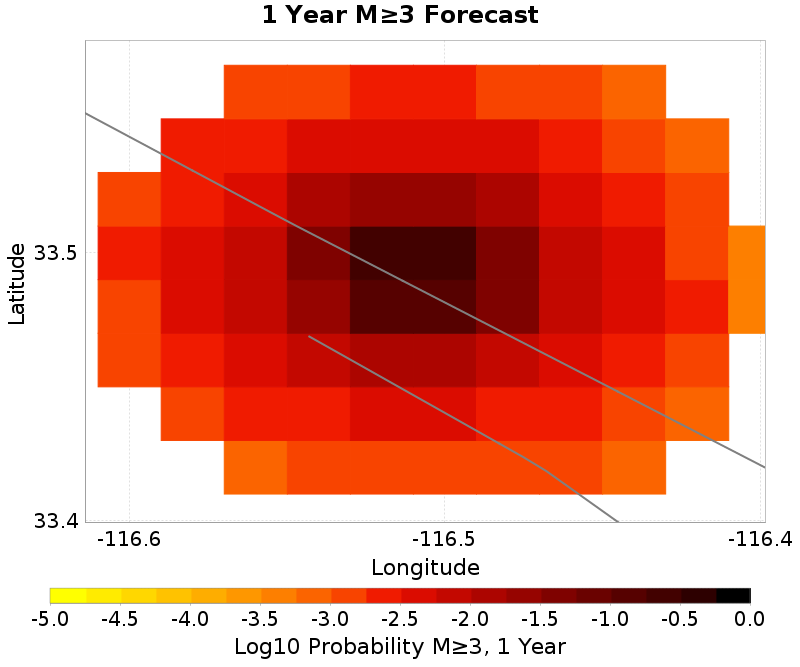 1 Year M≥3 Forecast
Latitude
33.5
33.4
-116.6 -116.5 -116.4
Longitude
-5.0 -4.5 -4.0 -3.5 -3.0 -2.5 -2.0 -1.5 -1.0 -0.5 0.0
Log10 Probability M≥3, 1 Year